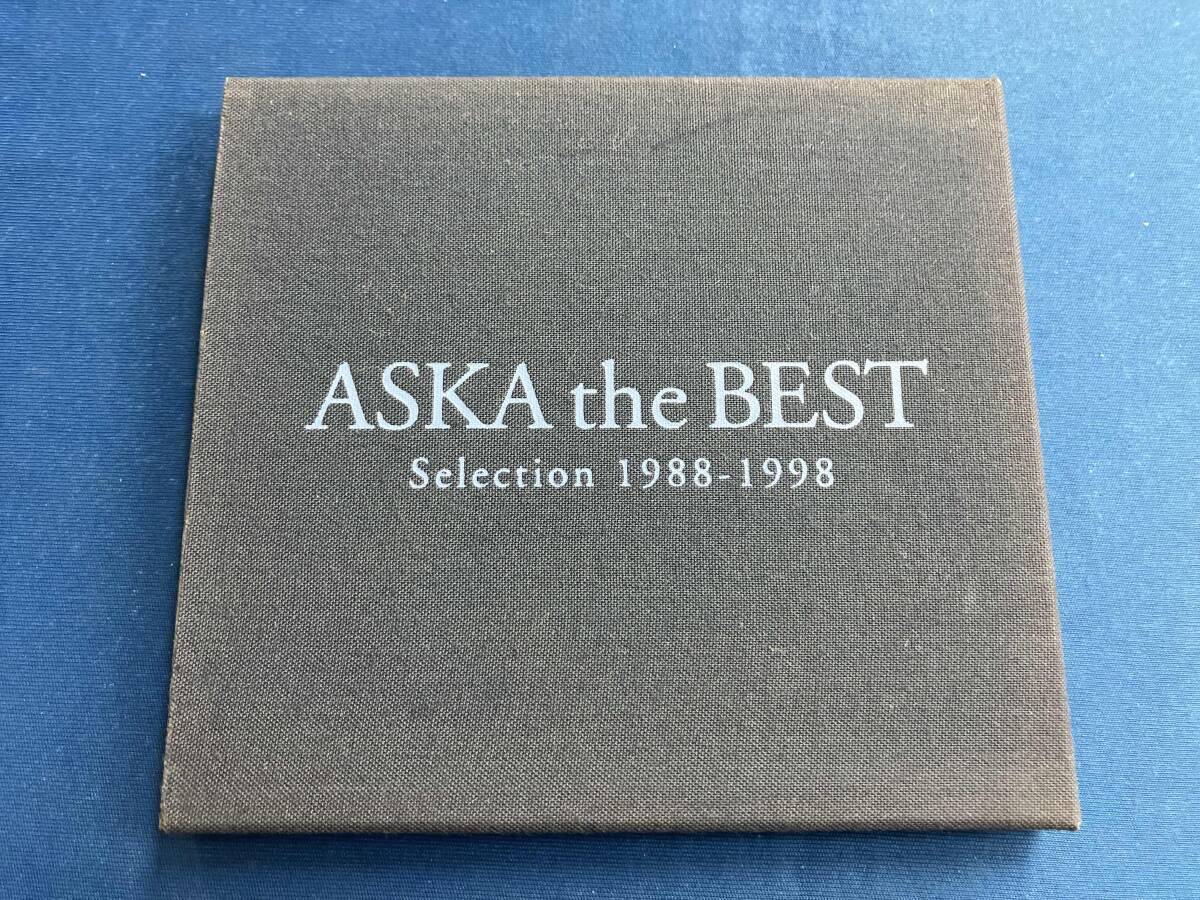 ASKA the BEST
Selection 1988-1998